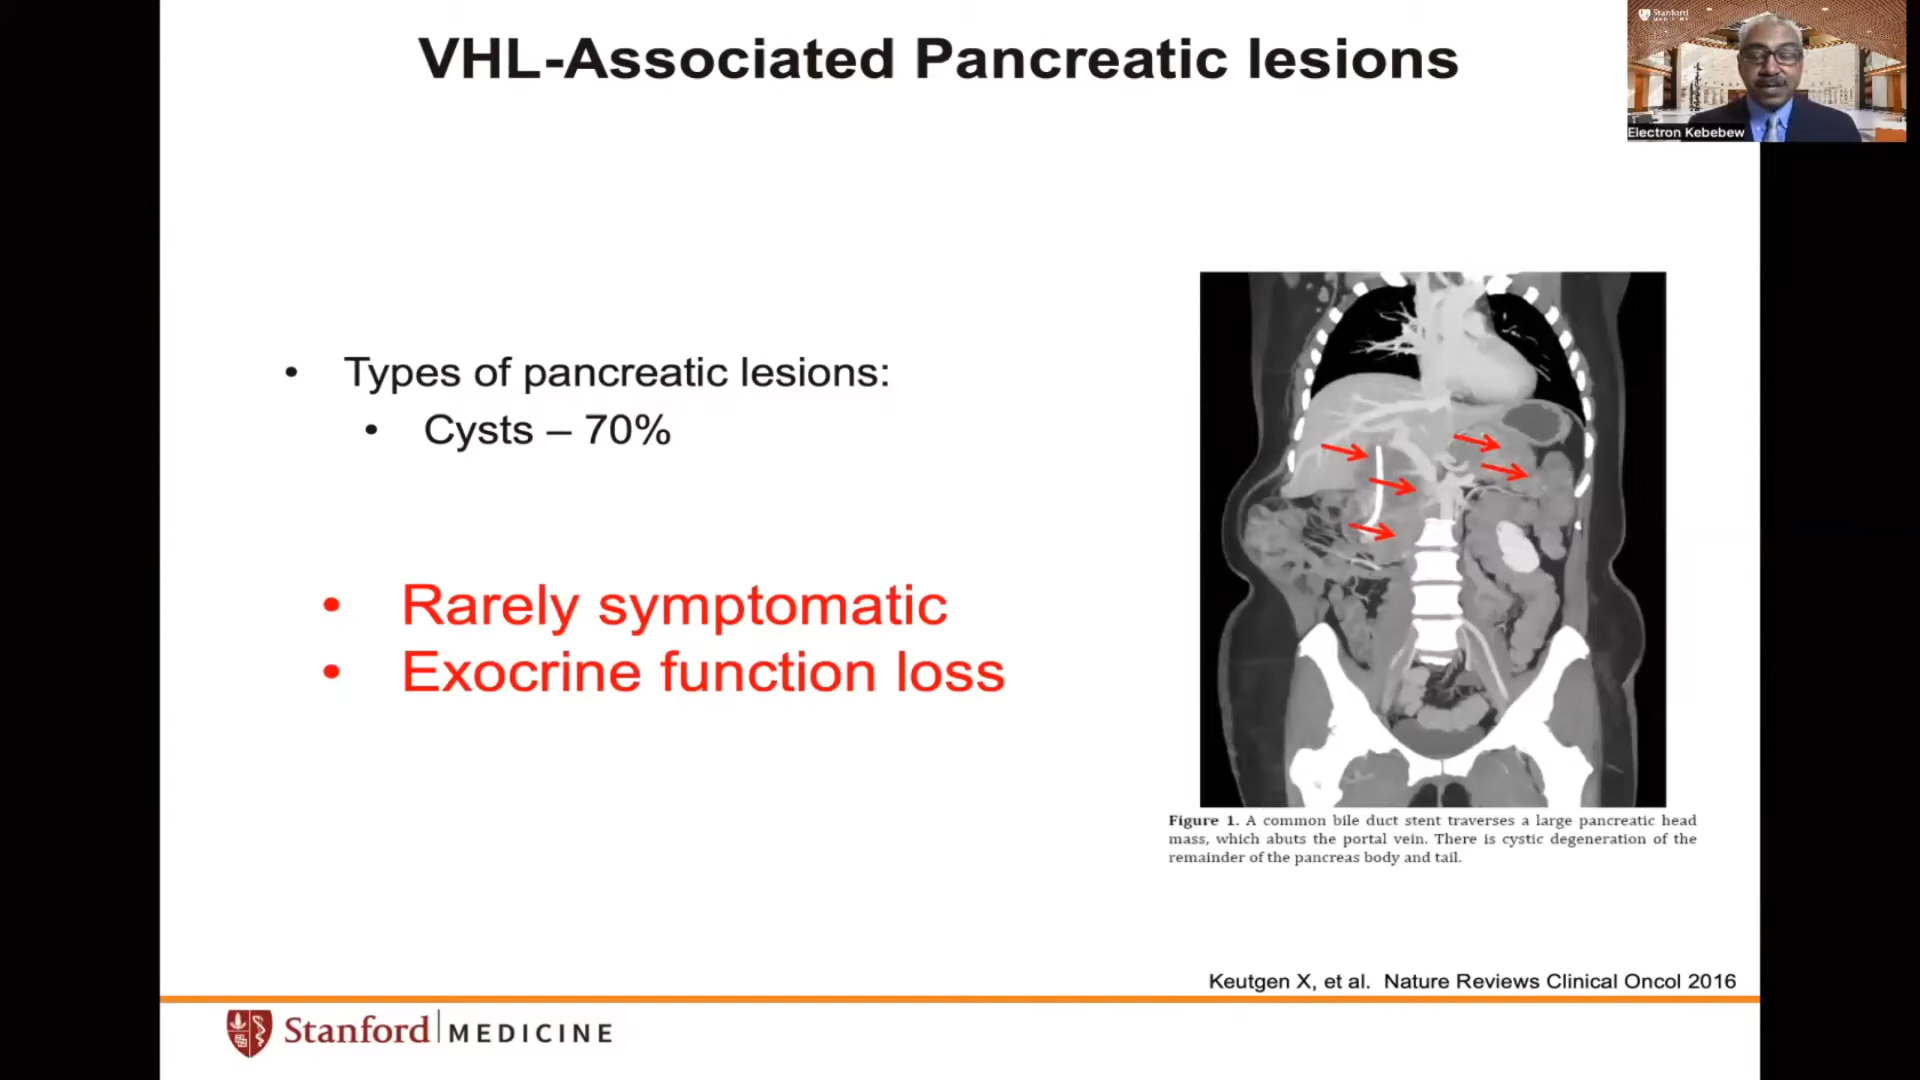 VHL-Associated Pancreatic lesions
Stanford
MEDICINE
Electron Kebebew
• Types of pancreatic lesions:
• Cysts – 70%
• Rarely symptomatic
• Exocrine function loss
Figure 1. A common bile duct stent traverses a large pancreatic head
mass, which abuts the portal vein. There is cystic degeneration of the
remainder of the pancreas body and tail.
Keutgen X, et al. Nature Reviews Clinical Oncol 2016
Stanford MEDICINE